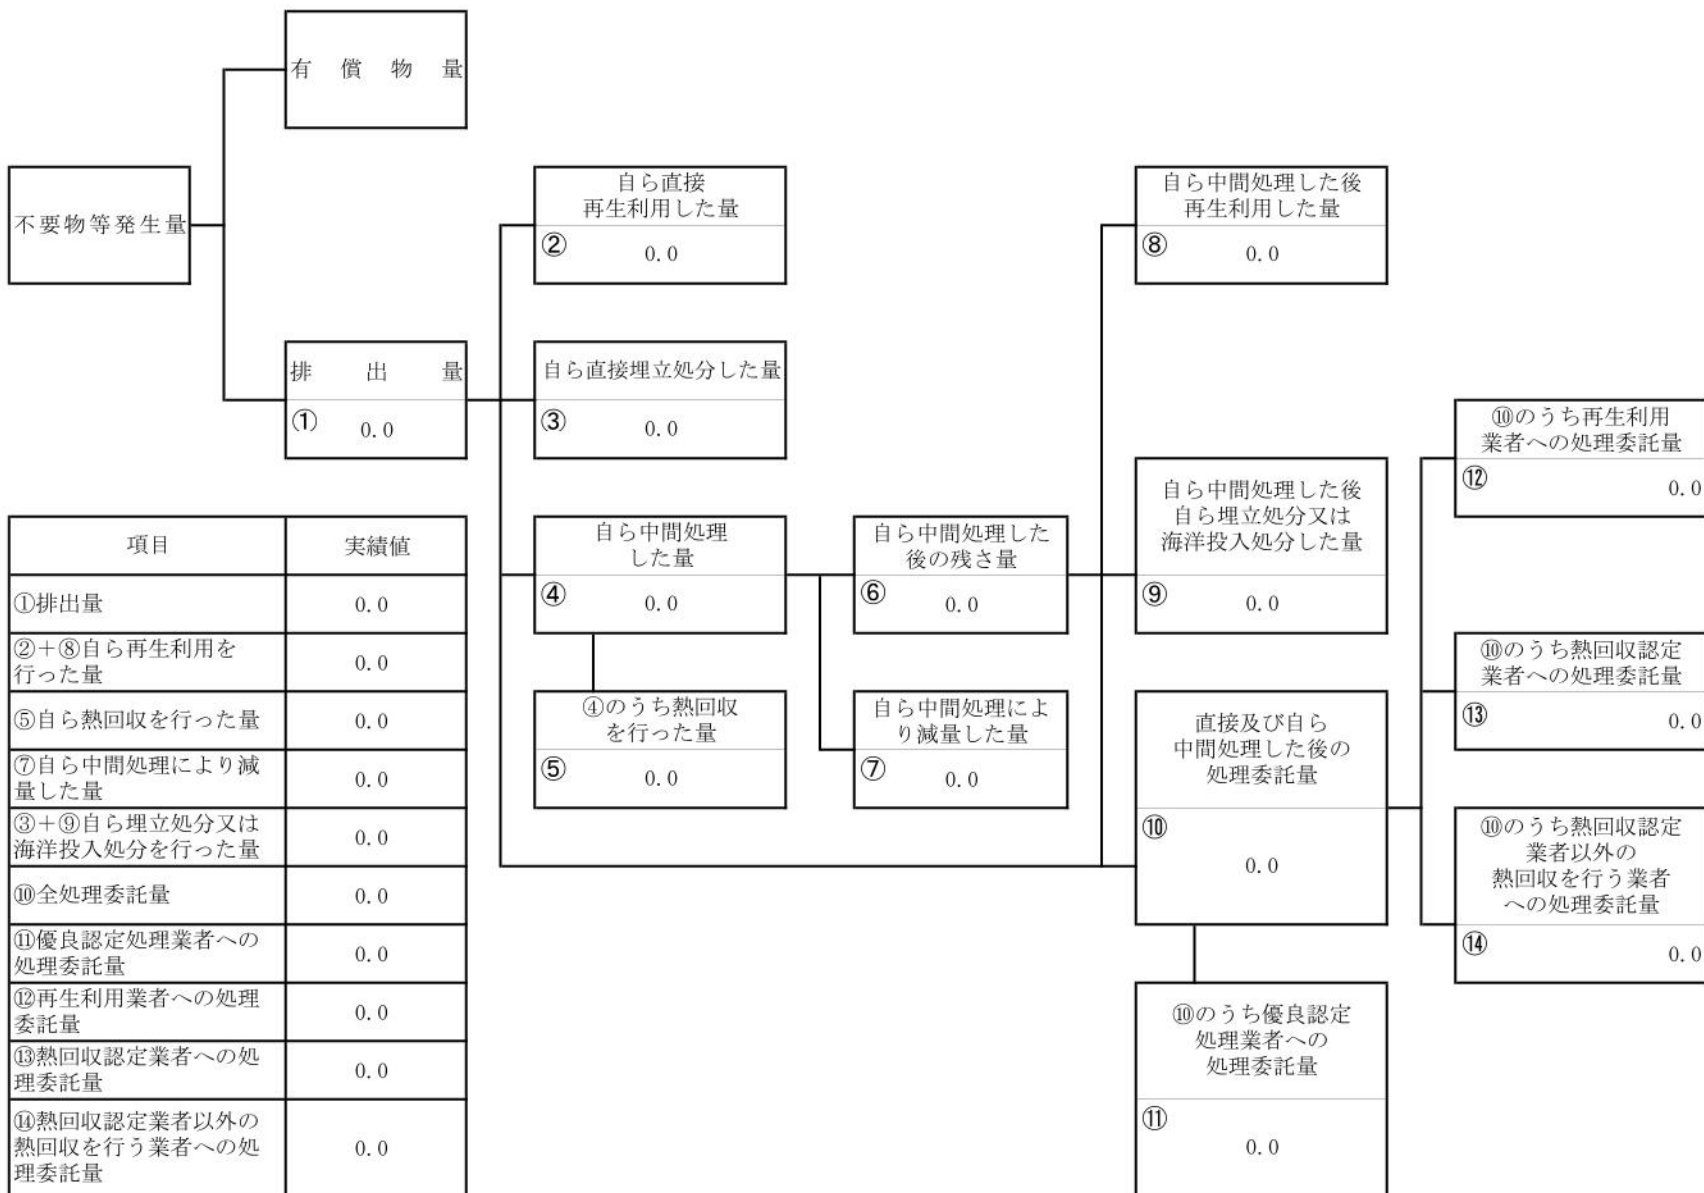 有償物量
不要物等発生量
排出量
① 0.0
自ら直接
再生利用した量
② 0.0
自ら直接埋立処分した量
③ 0.0
自ら中間処理
した量
④ 0.0
④のうち熱回収
を行った量
⑤ 0.0
自ら中間処理した
後の残さ量
⑥ 0.0
自ら中間処理によ
り減量した量
⑦ 0.0
自ら中間処理した後
再生利用した量
⑧ 0.0
自ら中間処理した後
自ら埋立処分又は
海洋投入処分した量
⑨ 0.0
直接及び自ら
中間処理した後の
処理委託量
⑩
0.0
⑩のうち優良認定
処理業者への
処理委託量
⑪
0.0
⑩のうち再生利用
業者への処理委託量
⑫ 0.0
⑩のうち熱回収認定
業者への処理委託量
⑬ 0.0
⑩のうち熱回収認定
業者以外の
熱回収を行う業者
への処理委託量
⑭ 0.0
項目 実績値
①排出量 0.0
②+⑧自ら再生利用を
行った量 0.0
⑤自ら熱回収を行った量 0.0
⑦自ら中間処理により減
量した量 0.0
③+⑨自ら埋立処分又は
海洋投入処分を行った量 0.0
⑩全処理委託量 0.0
⑪優良認定処理業者への
処理委託量 0.0
⑫再生利用業者への処理
委託量 0.0
⑬熱回収認定業者への処
理委託量 0.0
⑭熱回収認定業者以外の
熱回収を行う業者への処 0.0
理委託量